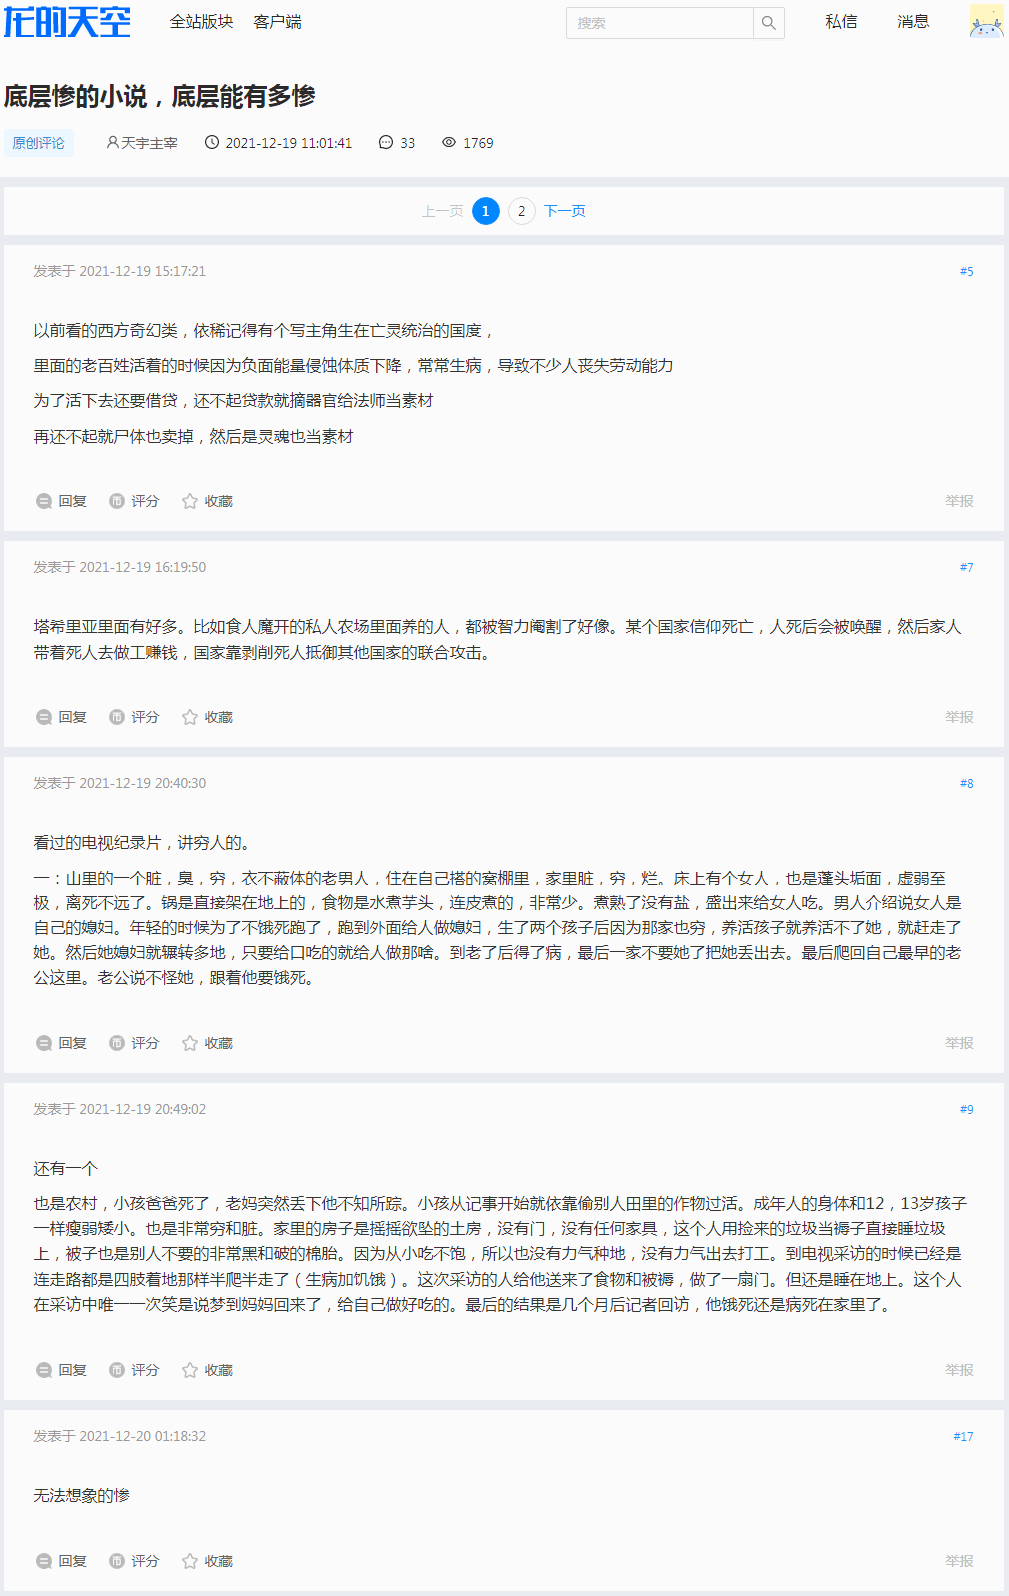 龙的天空
全站版块 客户端 搜索 私信 消息
底层惨的小说，底层能有多惨
原创评论 天宇主宰 2021-12-19 11:01:41 33 1769
上一页 1 2 下一页
发表于 2021-12-19 15:17:21 #5
以前看的西方奇幻类，依稀记得有个写主角生在亡灵统治的国度，
里面的老百姓活着的时候因为负面能量侵蚀体质下降，常常生病，导致不少人丧失劳动能力
为了活下去还要借贷，还不起贷款就摘器官给法师当素材
再还不起就尸体也卖掉，然后是灵魂也当素材
回复 评分 收藏 举报
发表于 2021-12-19 16:19:50 #7
塔希里亚里面有好多。比如食人魔开的私人农场里面养的人，都被智力阉割了好像。某个国家信仰死亡，人死后会被唤醒，然后家人
带着死人去做工赚钱，国家靠剥削死人抵御其他国家的联合攻击。
回复 评分 收藏 举报
发表于 2021-12-19 20:40:30 #8
看过的电视纪录片，讲穷人的。
一：山里的一个脏，臭，穷，衣不蔽体的老男人，住在自己搭的窝棚里，家里脏，穷，烂。床上有个女人，也是蓬头垢面，虚弱至
极，离死不远了。锅是直接架在地上的，食物是水煮芋头，连皮煮的，非常少。煮熟了没有盐，盛出来给女人吃。男人介绍说女人是
自己的媳妇。年轻的时候为了不饿死跑了，跑到外面给人做媳妇，生了两个孩子后因为那家也穷，养活孩子就养活不了她，就赶走了
她。然后她媳妇就辗转多地，只要给口吃的就给人做那啥。到老了后得了病，最后一家不要她了把她丢出去。最后爬回自己最早的老
公这里。老公说不怪她，跟着他要饿死。
回复 评分 收藏 举报
发表于 2021-12-19 20:49:02 #9
还有一个
也是农村，小孩爸爸死了，老妈突然丢下他不知所踪。小孩从记事开始就依靠偷别人田里的作物过活。成年人的身体和12，13岁孩子
一样瘦弱矮小。也是非常穷和脏。家里的房子是摇摇欲坠的土房，没有门，没有任何家具，这个人用捡来的垃圾当褥子直接睡垃圾
上，被子也是别人不要的非常黑和破的棉胎。因为从小吃不饱，所以也没有力气种地，没有力气出去打工。到电视采访的时候已经是
连走路都是四肢着地那样半爬半走了（生病加饥饿）。这次采访的人给他送来了食物和被褥，做了一扇门。但还是睡在地上。这个人
在采访中唯一一次笑是说梦到妈妈回来了，给自己做好吃的。最后的结果是几个月后记者回访，他饿死还是病死在家里了。
回复 评分 收藏 举报
发表于 2021-12-20 01:18:32 #17
无法想象的惨
回复 评分 收藏 举报